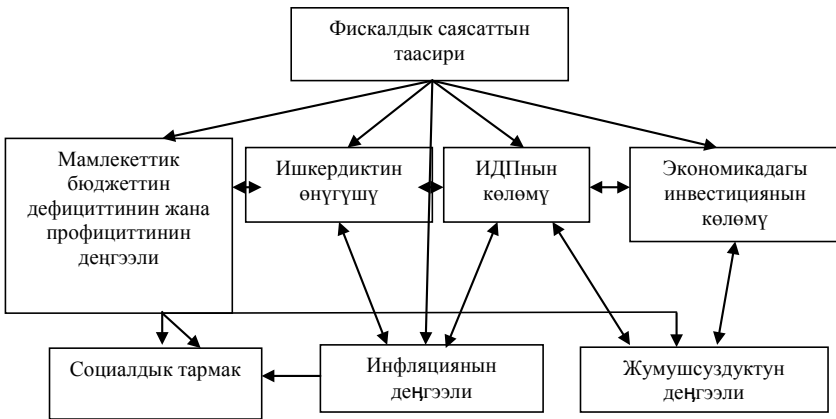 Фискалдык саясаттын
таасири
Мамлекеттик
бюджеттин
дефициттинин жана
профициттинин
деңгээли
Ишкердиктин
өнүгүшү
ИДПнын
көлөмү
Экономикадагы
инвестициянын
көлөмү
Социалдык тармак
Инфляциянын
деңгээли
Жумушсуздуктун
деңгээли